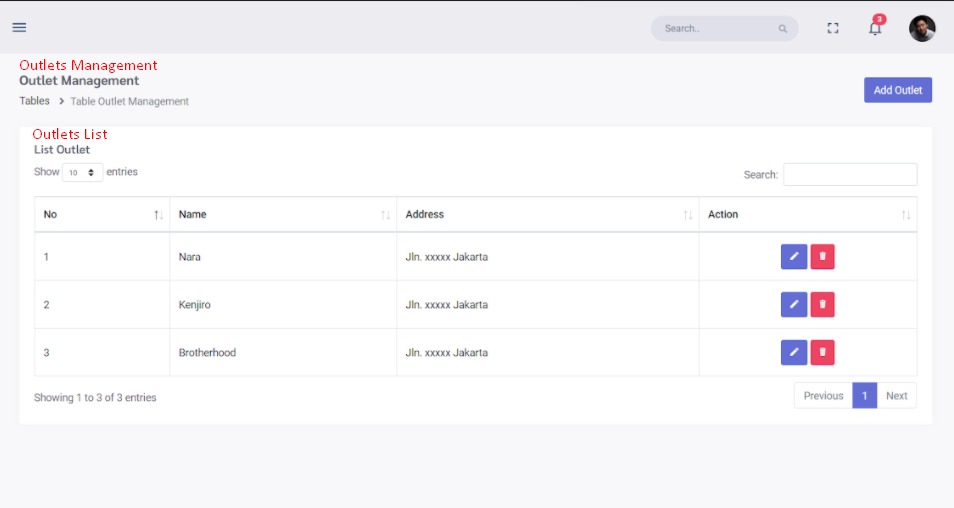 Search..
3
Outlets Management
Outlet Management
Add Outlet
Tables > Table Outlet Management
Outlets List
List Outlet
Show 10 entries
Search:
No Name Address Action
1 Nara Jln. xxxxx Jakarta
2 Kenjiro Jln. xxxxx Jakarta
3 Brotherhood Jln. xxxxx Jakarta
Showing 1 to 3 of 3 entries
Previous 1 Next